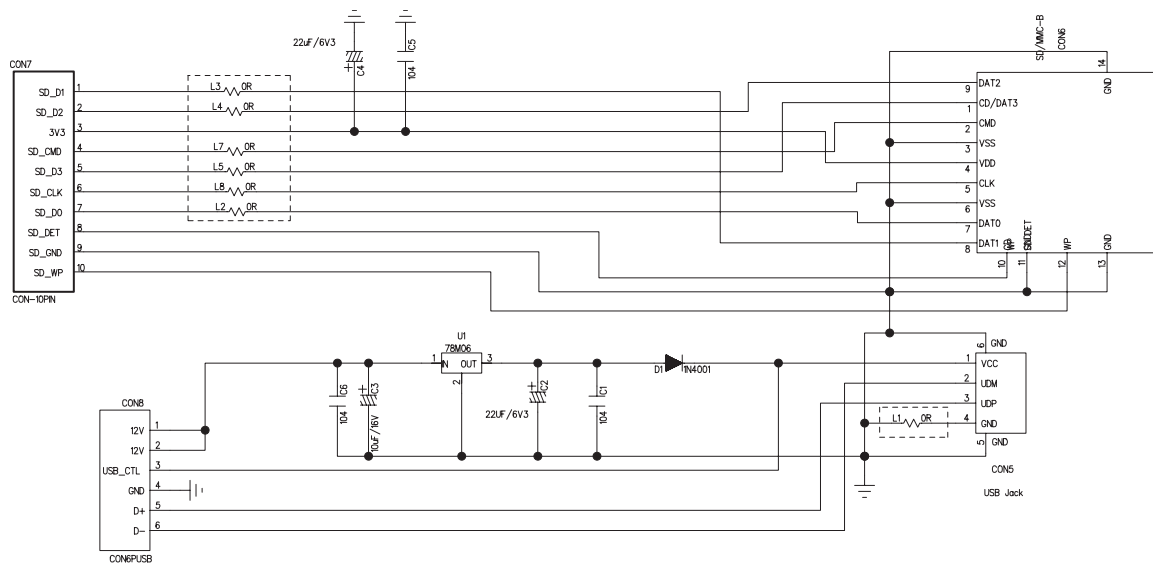 22uF/6V3
C4
C5
104
SD/MMC-B
CON6
14
GND
CON7
SD_D1
1
L3
0R
SD_D2
2
L4
0R
3V3
3
SD_CMD
4
L7
0R
SD_D3
5
L5
0R
SD_CLK
6
L8
0R
SD_D0
7
L2
0R
SD_DET
8
SD_GND
9
SD_WP
10
CON-10PIN
DAT2
9
CD/DAT3
1
CMD
2
VSS
3
VDD
4
CLK
5
VSS
6
DAT0
7
DAT1
8
10
11
WP
12
GND
13
U1
78M06
1
IN
OUT
3
2
C6
104
C3
10uF/16V
C2
22UF/6V3
C1
104
D1
1N4001
6
GND
1
VCC
2
UDM
3
UDP
4
GND
L1
0R
5
GND
CON5
USB Jack
CON8
12V
1
12V
2
USB_CTL
3
GND
4
D+
5
D-
6
CON6PUSB